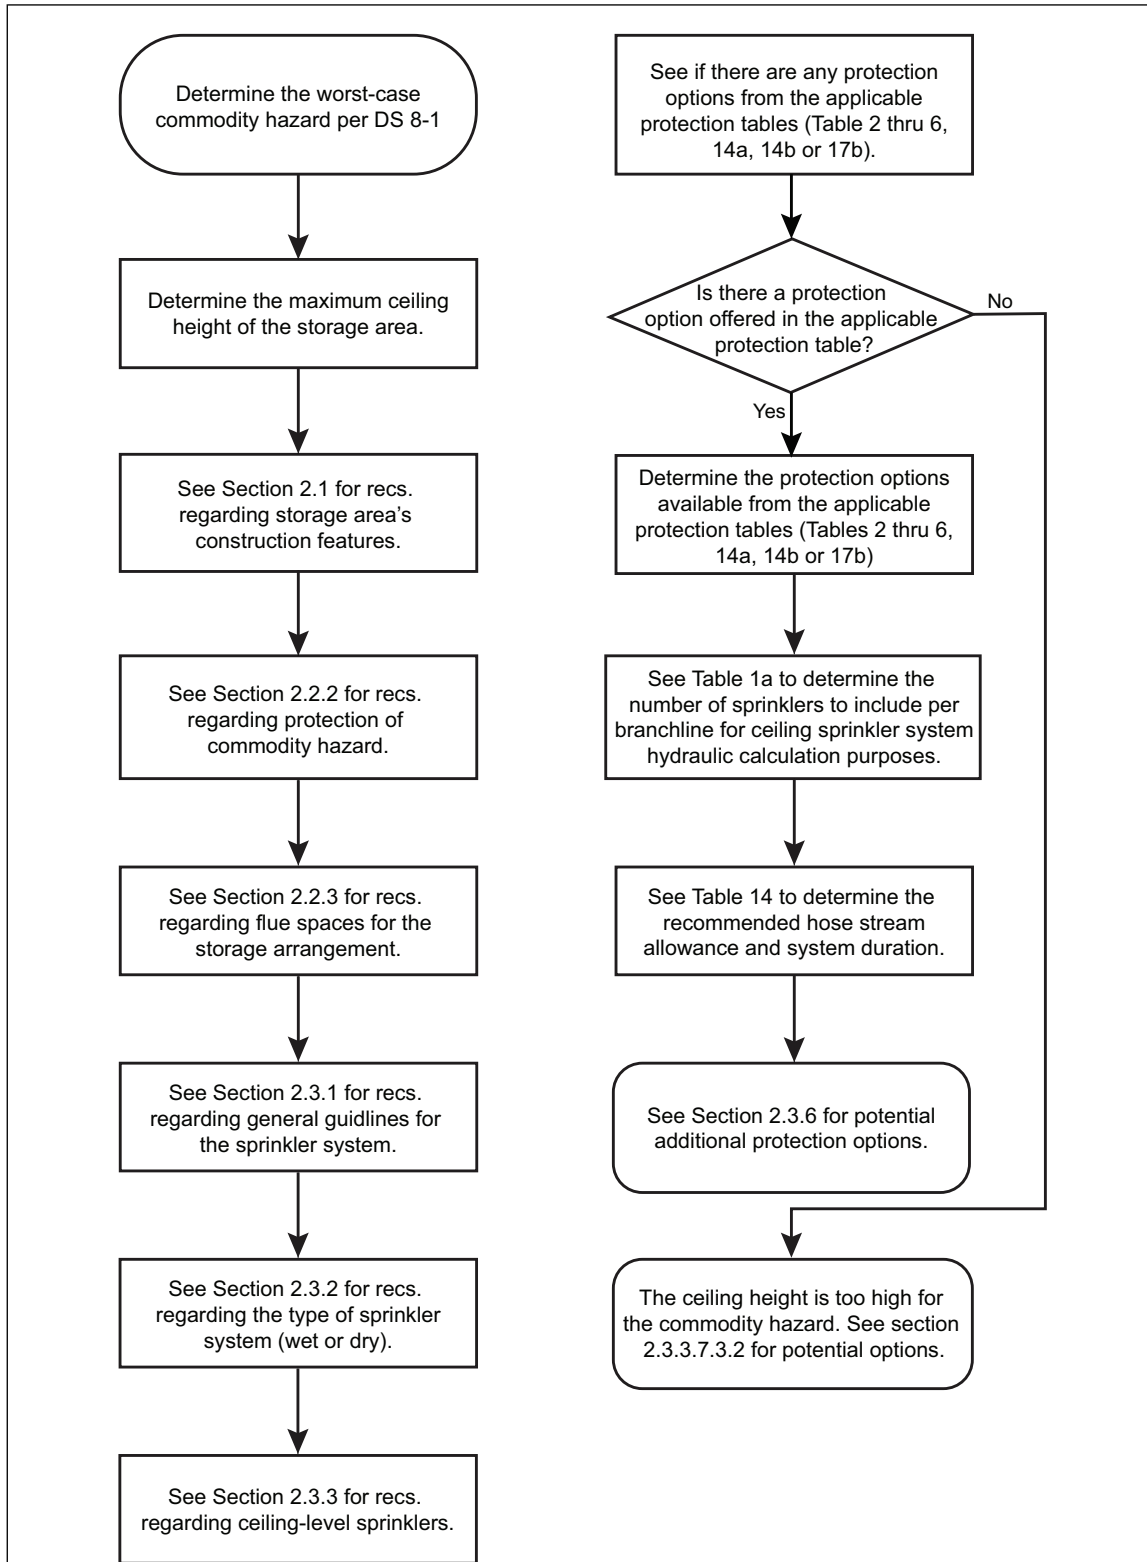 Determine the worst-case
commodity hazard per DS 8-1
Determine the maximum ceiling
height of the storage area.
See Section 2.1 for recs.
regarding storage area's
construction features.
See Section 2.2.2 for recs.
regarding protection of
commodity hazard.
See Section 2.2.3 for recs.
regarding flue spaces for the
storage arrangement.
See Section 2.3.1 for recs.
regarding general guidlines for
the sprinkler system.
See Section 2.3.2 for recs.
regarding the type of sprinkler
system (wet or dry).
See Section 2.3.3 for recs.
regarding ceiling-level sprinklers.
See if there are any protection
options from the applicable
protection tables (Table 2 thru 6,
14a, 14b or 17b).
Is there a protection
option offered in the applicable
protection table?
No
Yes
Determine the protection options
available from the applicable
protection tables (Tables 2 thru 6,
14a, 14b or 17b)
See Table 1a to determine the
number of sprinklers to include per
branchline for ceiling sprinkler system
hydraulic calculation purposes.
See Table 14 to determine the
recommended hose stream
allowance and system duration.
See Section 2.3.6 for potential
additional protection options.
The ceiling height is too high for
the commodity hazard. See section
2.3.3.7.3.2 for potential options.